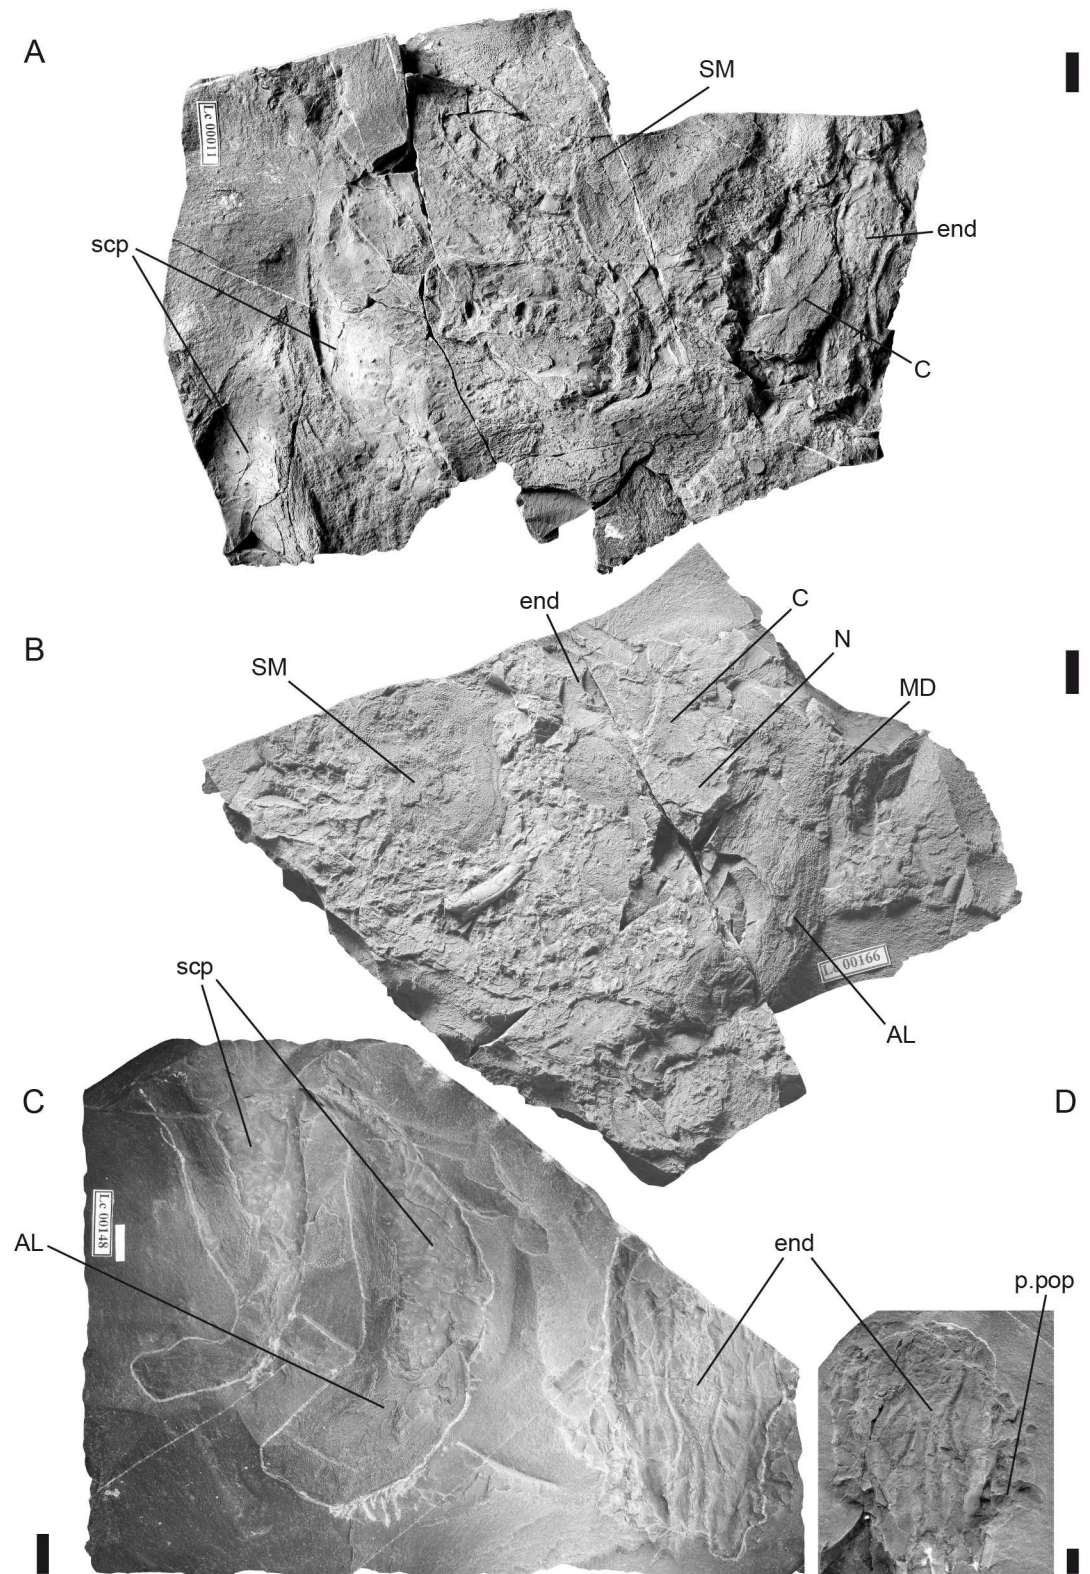 A
SM
Lc 00011
scp
end
C
B
end
C
N
SM
MD
Lc 00166
AL
scp
C
D
Lc 00148
AL
end
p.pop